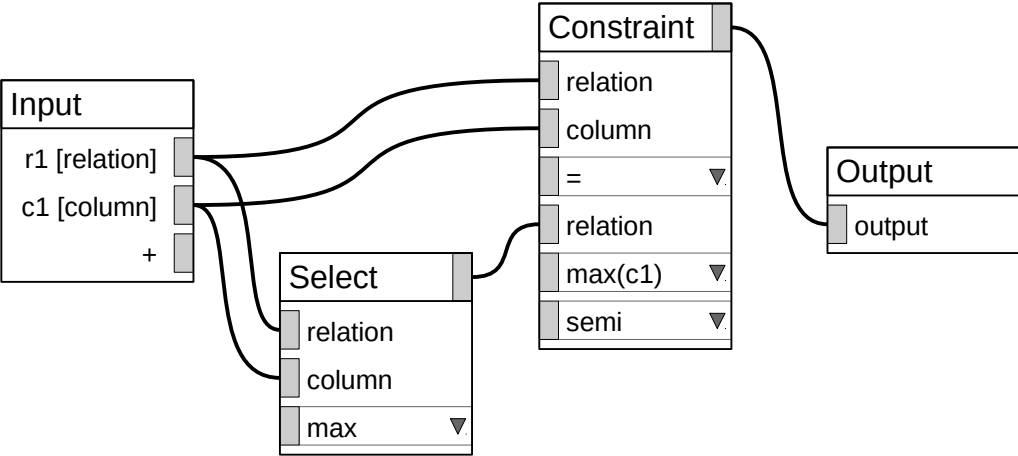 Input
r1 [relation]
c1 [column]
+
Select
relation
column
max
Constraint
relation
column
=
relation
max(c1)
semi
Output
output